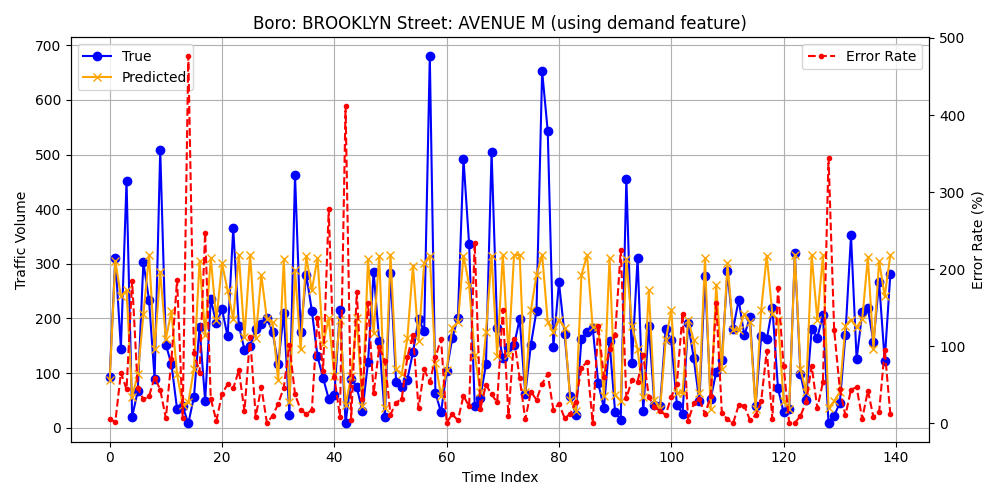 Boro: BROOKLYN Street: AVENUE M (using demand feature)
True
Predicted
Error Rate
Traffic Volume
700
600
500
400
300
200
100
0
500
400
300
200
100
0
Error Rate (%)
0 20 40 60 80 100 120 140
Time Index